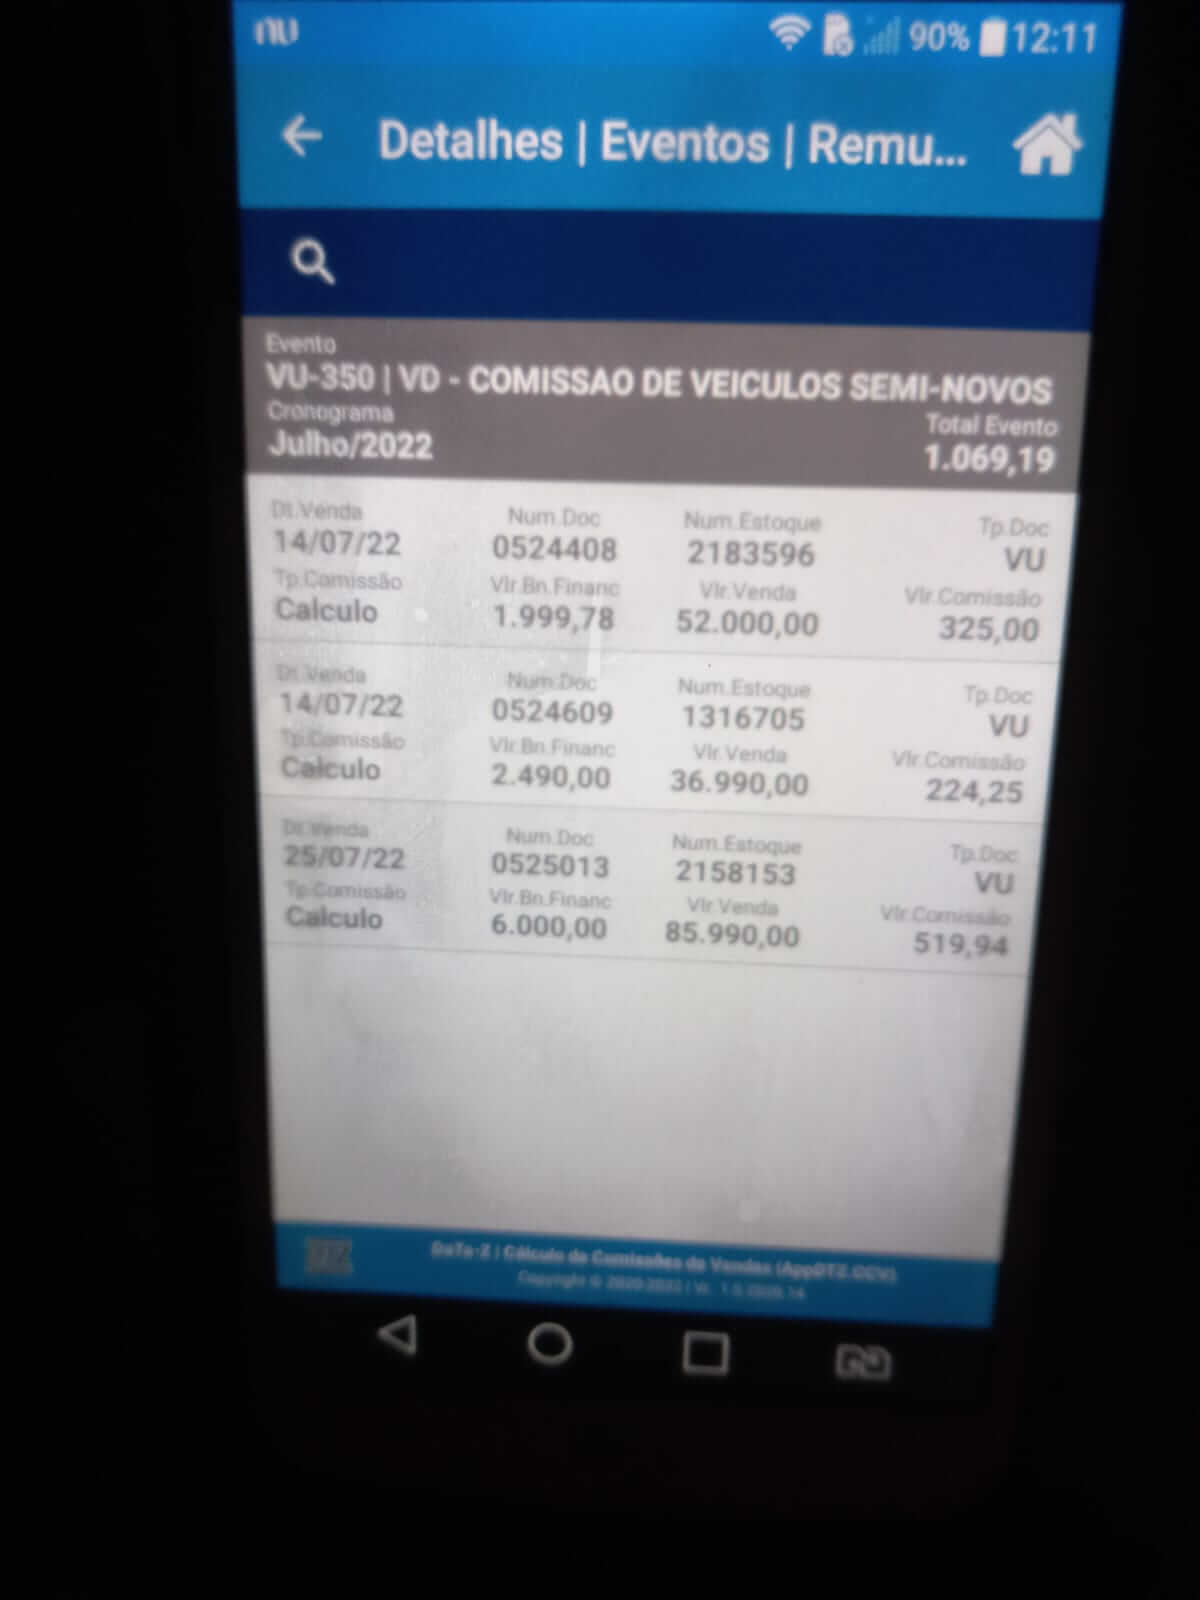 90% 12:11
Detalhes | Eventos | Remu...
Evento
VU-350 | VD - COMISSAO DE VEICULOS SEMI-NOVOS
Cronograma Total Evento
Julho/2022 1.069,19
Dt.Venda Num.Doc Num.Estoque Tp.Doc
14/07/22 0524408 2183596 VU
Tp.Comissão Vlr.Bn.Financ Vlr.Venda Vlr.Comissão
Calculo 1.999,78 52.000,00 325,00
Dt.Venda Num.Doc Num.Estoque Tp.Doc
14/07/22 0524609 1316705 VU
Tp.Comissão Vlr.Bn.Financ Vlr.Venda Vlr.Comissão
Calculo 2.490,00 36.990,00 224,25
Dt.Venda Num.Doc Num.Estoque Tp.Doc
25/07/22 0525013 2158153 VU
Tp.Comissão Vlr.Bn.Financ Vlr.Venda Vlr.Comissão
Calculo 6.000,00 85.990,00 519,94
DaTa-Z | Cálculo de Comissões de Vendas
Copyright © 2020-2022 | Vr.